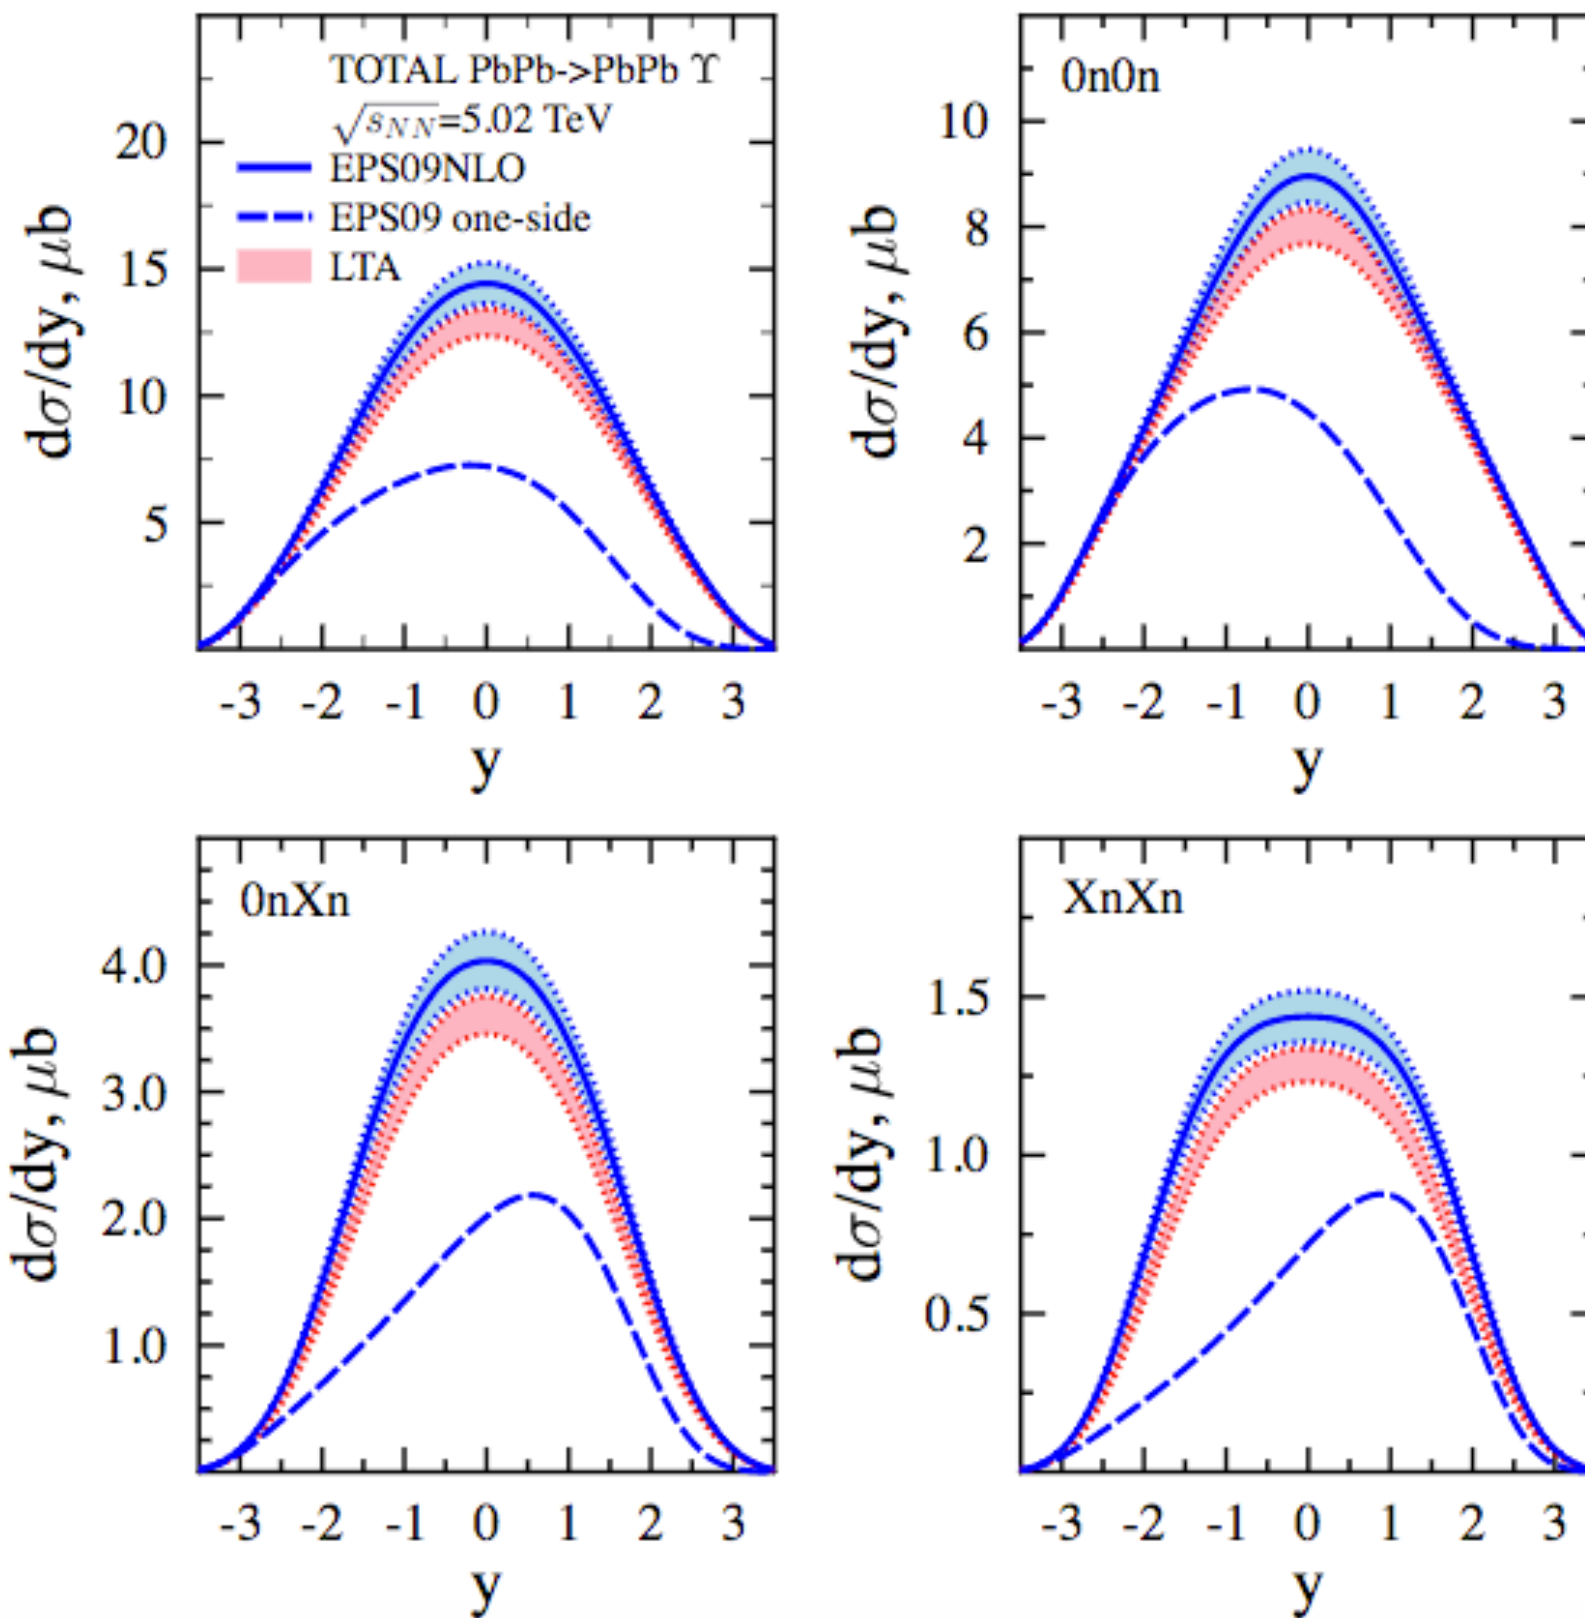 TOTAL PbPb->PbPb ϒ
√sNN=5.02 TeV
EPS09NLO
EPS09 one-side
LTA
dσ/dy, μb
20
15
10
5
-3 -2 -1 0 1 2 3
y
0n0n
dσ/dy, μb
10
8
6
4
2
-3 -2 -1 0 1 2 3
y
0nXn
dσ/dy, μb
4.0
3.0
2.0
1.0
-3 -2 -1 0 1 2 3
y
XnXn
dσ/dy, μb
1.5
1.0
0.5
-3 -2 -1 0 1 2 3
y